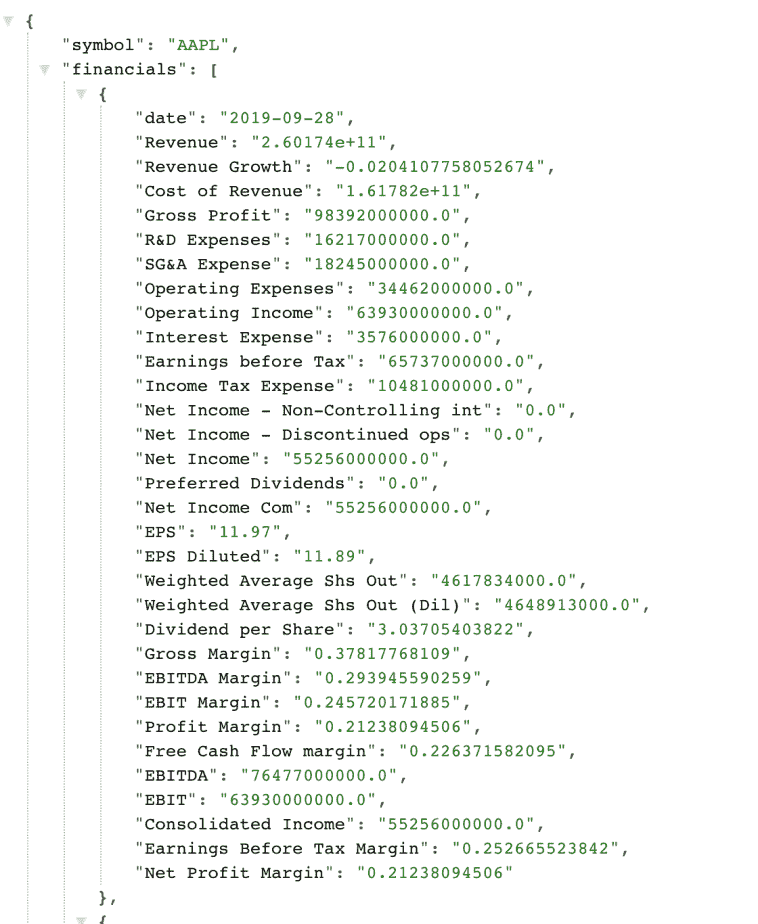 {
"symbol": "AAPL",
"financials": [
{
"date": "2019-09-28",
"Revenue": "2.60174e+11",
"Revenue Growth": "-0.0204107758052674",
"Cost of Revenue": "1.61782e+11",
"Gross Profit": "98392000000.0",
"R&D Expenses": "16217000000.0",
"SG&A Expense": "18245000000.0",
"Operating Expenses": "34462000000.0",
"Operating Income": "63930000000.0",
"Interest Expense": "3576000000.0",
"Earnings before Tax": "65737000000.0",
"Income Tax Expense": "10481000000.0",
"Net Income - Non-Controlling int": "0.0",
"Net Income - Discontinued ops": "0.0",
"Net Income": "55256000000.0",
"Preferred Dividends": "0.0",
"Net Income Com": "55256000000.0",
"EPS": "11.97",
"EPS Diluted": "11.89",
"Weighted Average Shs Out": "4617834000.0",
"Weighted Average Shs Out (Dil)": "4648913000.0",
"Dividend per Share": "3.03705403822",
"Gross Margin": "0.37817768109",
"EBITDA Margin": "0.293945590259",
"EBIT Margin": "0.245720171885",
"Profit Margin": "0.21238094506",
"Free Cash Flow margin": "0.226371582095",
"EBITDA": "76477000000.0",
"EBIT": "63930000000.0",
"Consolidated Income": "55256000000.0",
"Earnings Before Tax Margin": "0.252665523842",
"Net Profit Margin": "0.21238094506"
},
{